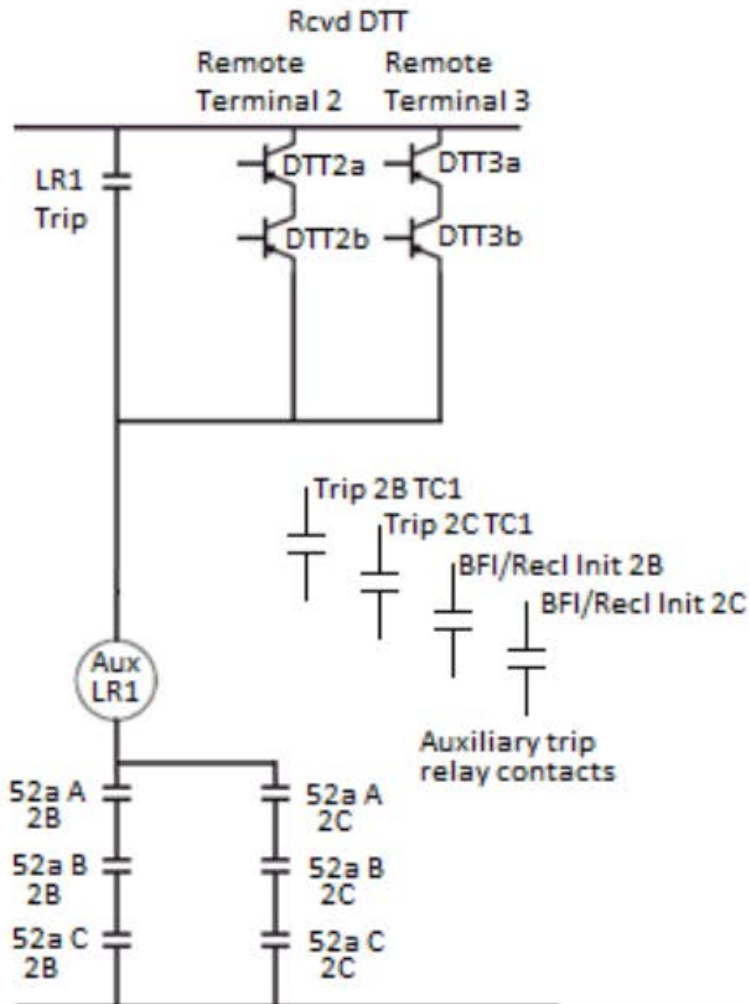 Rcvd DTT
Remote
Terminal 2
Remote
Terminal 3
LR1
Trip
DTT2a
DTT3a
DTT2b
DTT3b
Trip 2B TC1
Trip 2C TC1
BFI/Recl Init 2B
BFI/Recl Init 2C
Aux
LR1
Auxiliary trip
relay contacts
52a A
2B
52a A
2C
52a B
2B
52a B
2C
52a C
2B
52a C
2C